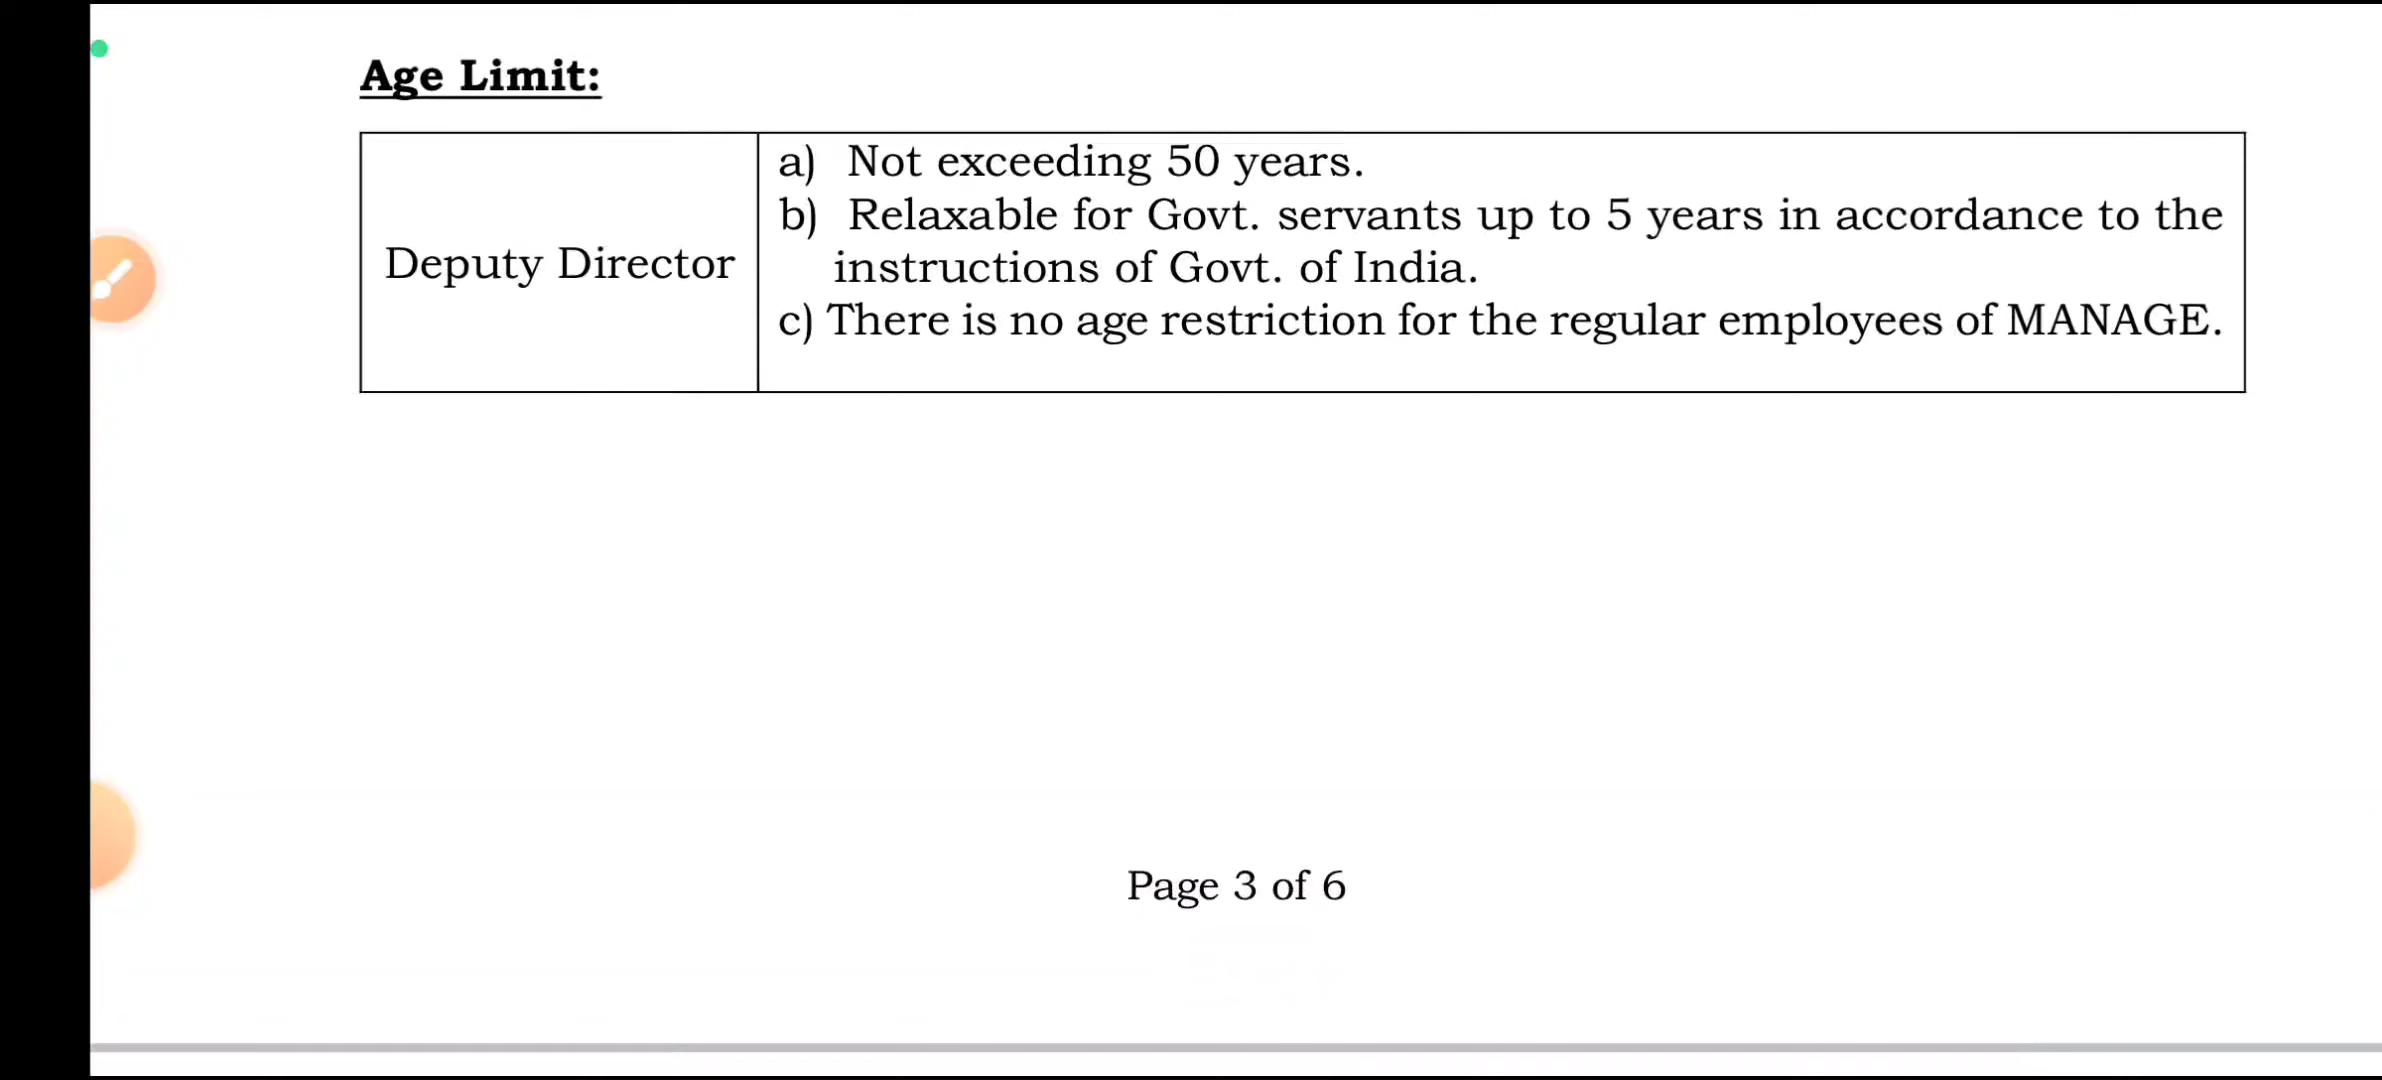 Age Limit:
Deputy Director
a) Not exceeding 50 years.
b) Relaxable for Govt. servants up to 5 years in accordance to the
instructions of Govt. of India.
c) There is no age restriction for the regular employees of MANAGE.
Page 3 of 6